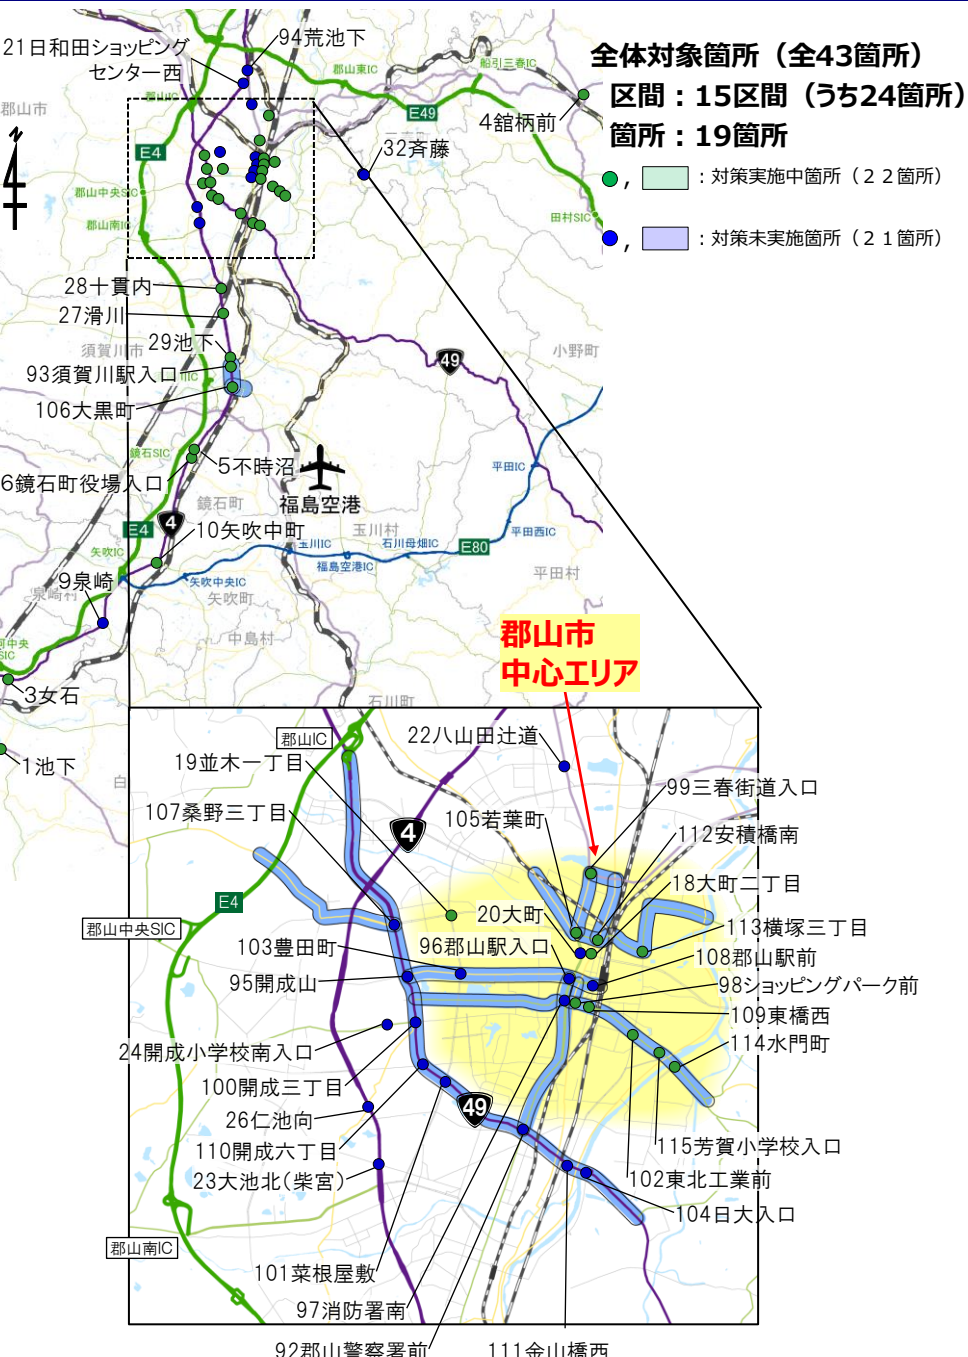 21日和田ショッピング
センター西
94荒池下
全体対象箇所（全43箇所）
区間：15区間（うち24箇所）
箇所：19箇所
，　：対策実施中箇所（２２箇所）
，　：対策未実施箇所（２１箇所）
船引三春IC
郡山東IC
郡山IC
郡山市
E49
4舘柄前
E4
32斉藤
郡山中央SIC
郡山南IC
田村SIC
28十貫内
27滑川
29池下
須賀川市
93須賀川駅入口
106大黒町
49
小野町
鏡石SIC
5不時沼
6鏡石町役場入口
鏡石町
福島空港
平田IC
E4
4
10矢吹中町
玉川村
矢吹IC
玉川IC
石川母畑IC
E80
平田西IC
福島空港IC
9泉崎
泉崎村
矢吹中央IC
矢吹町
平田村
中島村
3女石
石川町
1池下
白
郡山市
中心エリア
郡山IC
22八山田辻道
19並木一丁目
99三春街道入口
107桑野三丁目
105若葉町
4
112安積橋南
18大町二丁目
E4
20大町
郡山中央SIC
113横塚三丁目
103豊田町
96郡山駅入口
108郡山駅前
95開成山
98ショッピングパーク前
109東橋西
24開成小学校南入口
114水門町
100開成三丁目
49
26仁池向
110開成六丁目
115芳賀小学校入口
23大池北(柴宮)
102東北工業前
104日大入口
郡山南IC
101菜根屋敷
97消防署南
92郡山警察署前
111金山橋西